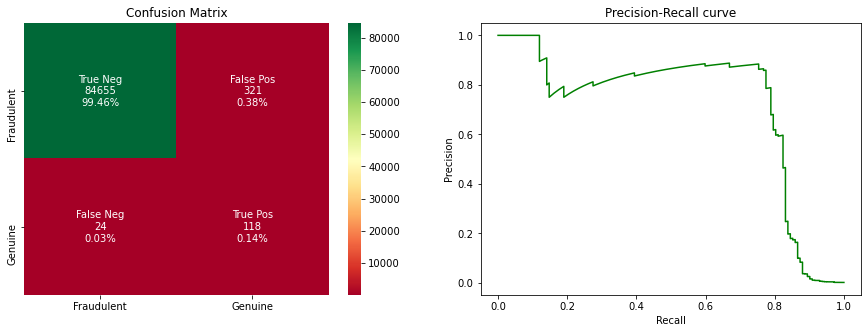 Confusion Matrix
Fraudulent
Genuine
True Neg
84655
99.46%
False Pos
321
0.38%
False Neg
24
0.03%
True Pos
118
0.14%
Fraudulent
Genuine
80000
70000
60000
50000
40000
30000
20000
10000
Precision-Recall curve
Precision
1.0
0.8
0.6
0.4
0.2
0.0
0.0 0.2 0.4 0.6 0.8 1.0
Recall